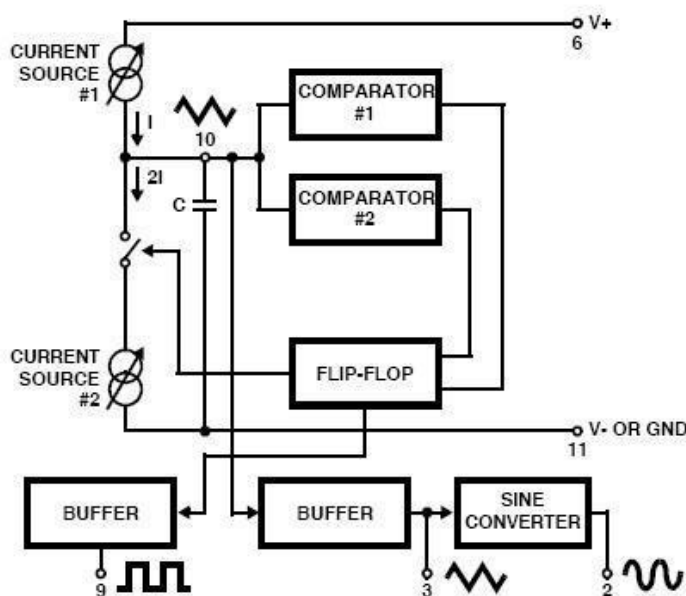 V+
6
CURRENT
SOURCE
#1
I
10
COMPARATOR
#1
2I
C
COMPARATOR
#2
CURRENT
SOURCE
#2
FLIP-FLOP
V- OR GND
11
BUFFER
BUFFER
SINE
CONVERTER
9
3
2